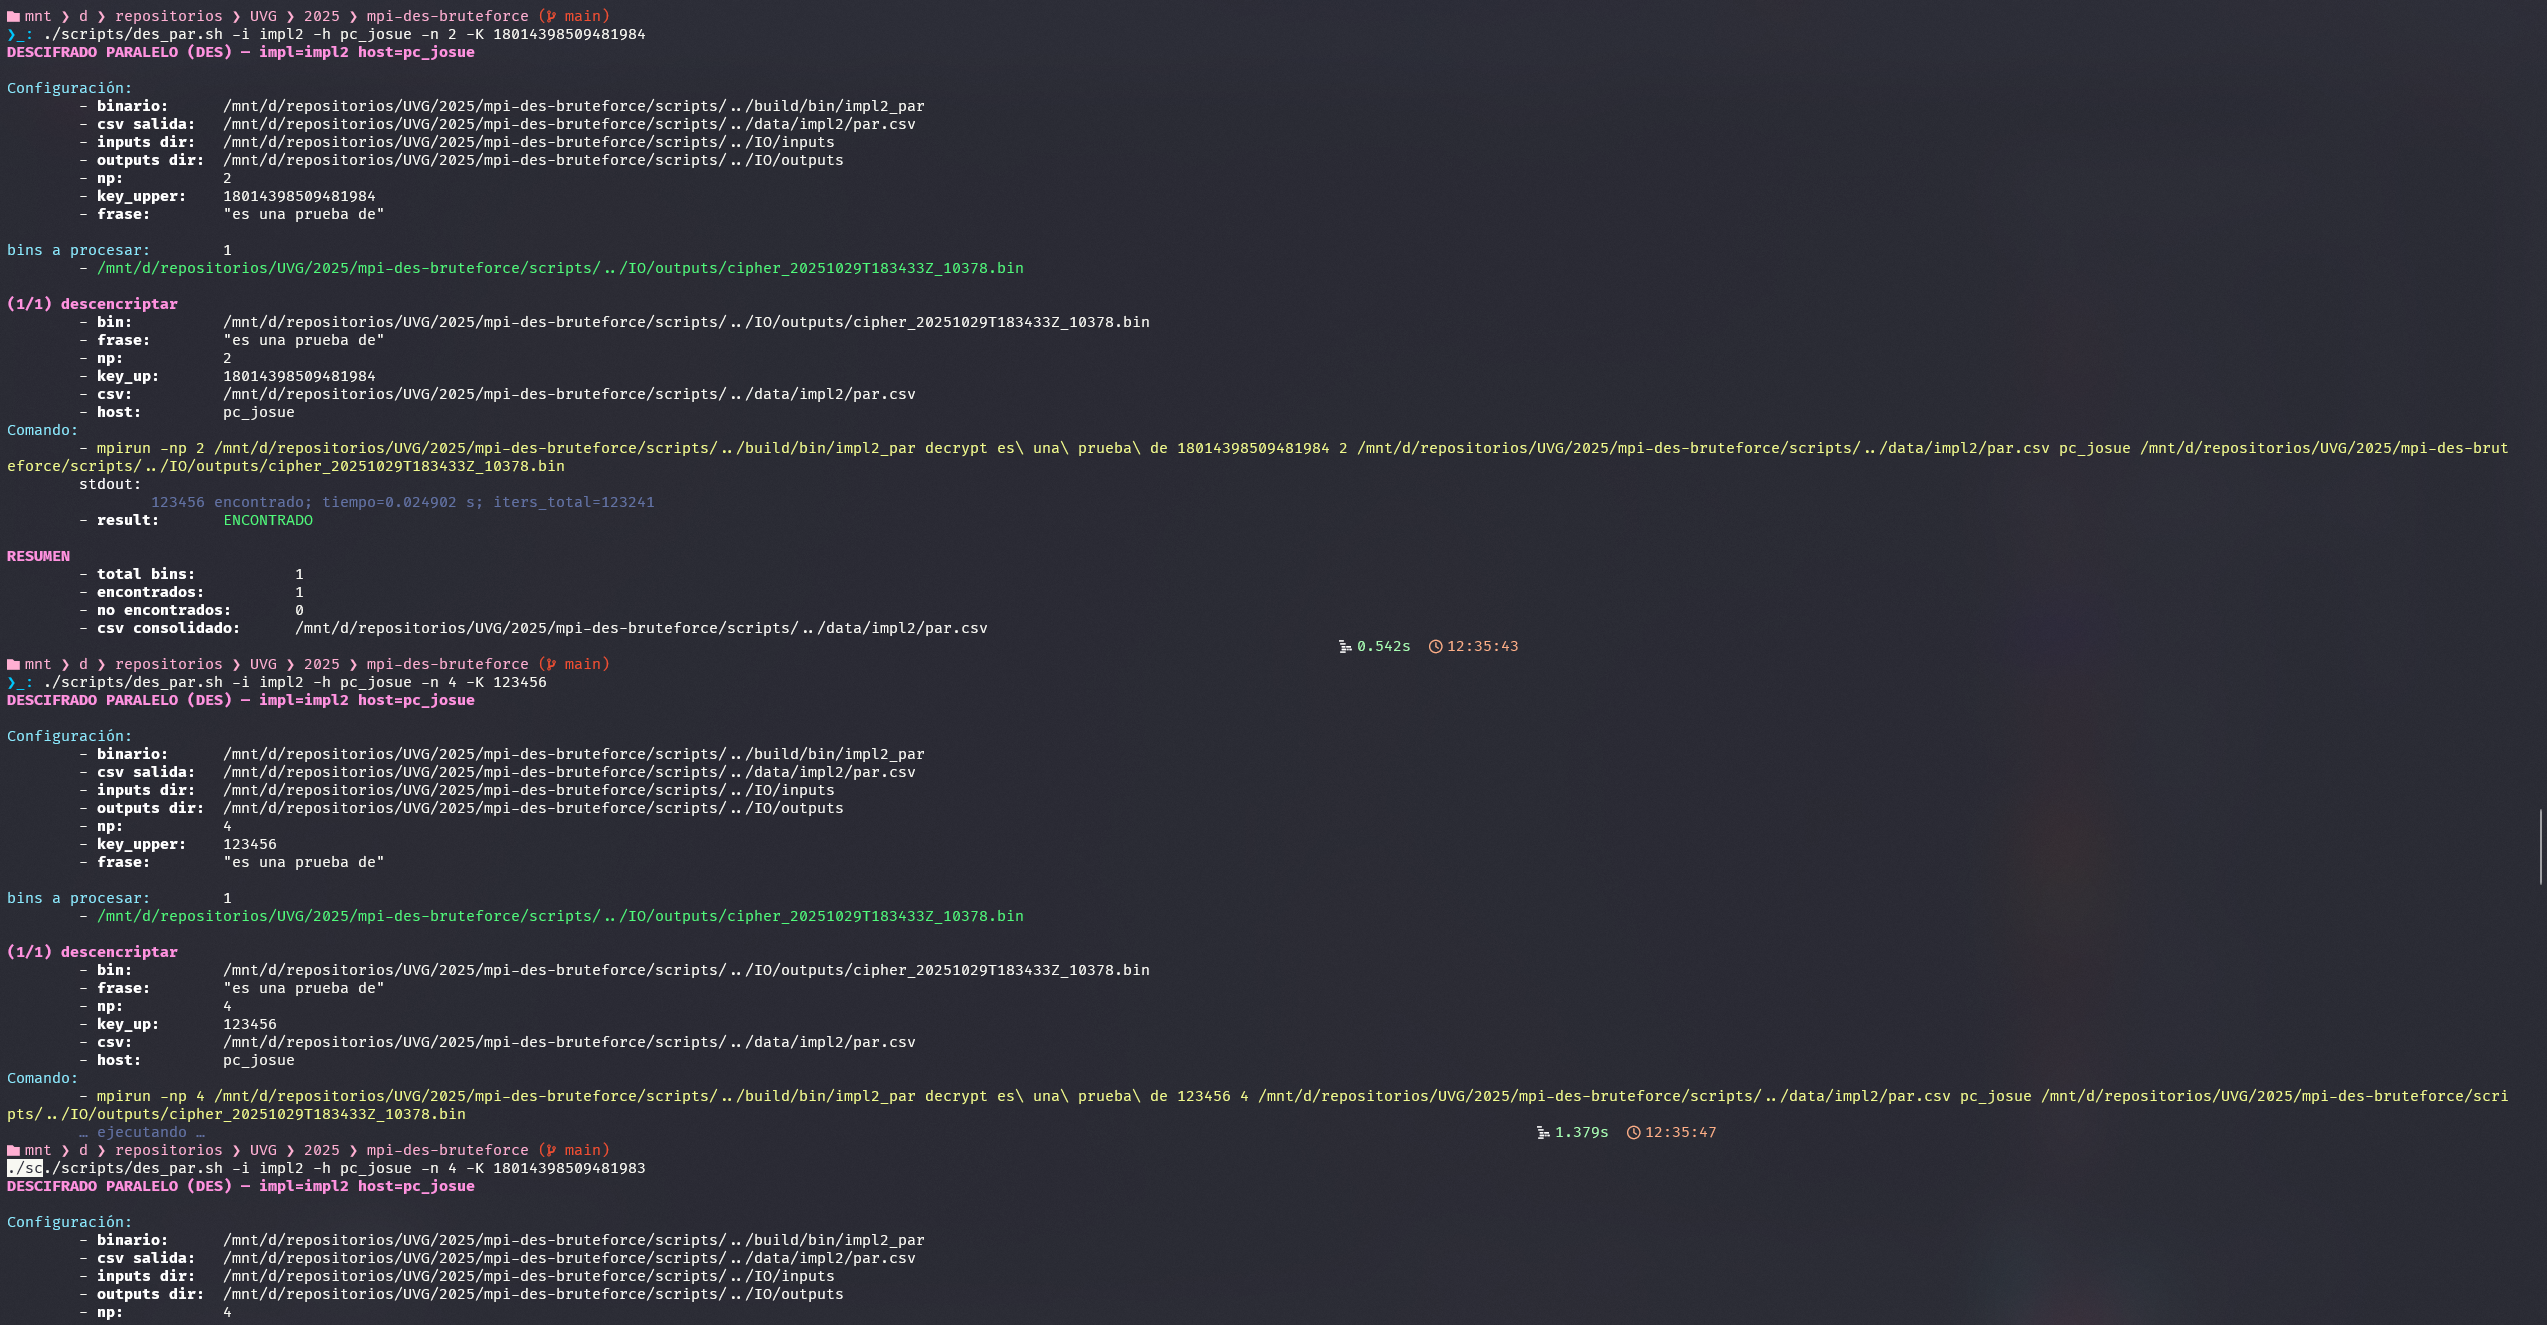 mnt ❯ d ❯ repositorios ❯ UVG ❯ 2025 ❯ mpi-des-bruteforce ( main)
❯_: ./scripts/des_par.sh -i impl2 -h pc_josue -n 2 -K 18014398509481984
DESCIFRADO PARALELO (DES) — impl=impl2 host=pc_josue
Configuración:
- binario: /mnt/d/repositorios/UVG/2025/mpi-des-bruteforce/scripts/../build/bin/impl2_par
- csv salida: /mnt/d/repositorios/UVG/2025/mpi-des-bruteforce/scripts/../data/impl2/par.csv
- inputs dir: /mnt/d/repositorios/UVG/2025/mpi-des-bruteforce/scripts/../IO/inputs
- outputs dir: /mnt/d/repositorios/UVG/2025/mpi-des-bruteforce/scripts/../IO/outputs
- np: 2
- key_upper: 18014398509481984
- frase: "es una prueba de"
bins a procesar: 1
- /mnt/d/repositorios/UVG/2025/mpi-des-bruteforce/scripts/../IO/outputs/cipher_20251029T183433Z_10378.bin
(1/1) descencriptar
- bin: /mnt/d/repositorios/UVG/2025/mpi-des-bruteforce/scripts/../IO/outputs/cipher_20251029T183433Z_10378.bin
- frase: "es una prueba de"
- np: 2
- key_up: 18014398509481984
- csv: /mnt/d/repositorios/UVG/2025/mpi-des-bruteforce/scripts/../data/impl2/par.csv
- host: pc_josue
Comando:
- mpirun -np 2 /mnt/d/repositorios/UVG/2025/mpi-des-bruteforce/scripts/../build/bin/impl2_par decrypt es\ una\ prueba\ de 18014398509481984 2 /mnt/d/repositorios/UVG/2025/mpi-des-bruteforce/scripts/../data/impl2/par.csv pc_josue /mnt/d/repositorios/UVG/2025/mpi-des-brut
eforce/scripts/../IO/outputs/cipher_20251029T183433Z_10378.bin
stdout:
123456 encontrado; tiempo=0.024902 s; iters_total=123241
- result: ENCONTRADO
RESUMEN
- total bins: 1
- encontrados: 1
- no encontrados: 0
- csv consolidado: /mnt/d/repositorios/UVG/2025/mpi-des-bruteforce/scripts/../data/impl2/par.csv
0.542s 12:35:43
mnt ❯ d ❯ repositorios ❯ UVG ❯ 2025 ❯ mpi-des-bruteforce ( main)
❯_: ./scripts/des_par.sh -i impl2 -h pc_josue -n 4 -K 123456
DESCIFRADO PARALELO (DES) — impl=impl2 host=pc_josue
Configuración:
- binario: /mnt/d/repositorios/UVG/2025/mpi-des-bruteforce/scripts/../build/bin/impl2_par
- csv salida: /mnt/d/repositorios/UVG/2025/mpi-des-bruteforce/scripts/../data/impl2/par.csv
- inputs dir: /mnt/d/repositorios/UVG/2025/mpi-des-bruteforce/scripts/../IO/inputs
- outputs dir: /mnt/d/repositorios/UVG/2025/mpi-des-bruteforce/scripts/../IO/outputs
- np: 4
- key_upper: 123456
- frase: "es una prueba de"
bins a procesar: 1
- /mnt/d/repositorios/UVG/2025/mpi-des-bruteforce/scripts/../IO/outputs/cipher_20251029T183433Z_10378.bin
(1/1) descencriptar
- bin: /mnt/d/repositorios/UVG/2025/mpi-des-bruteforce/scripts/../IO/outputs/cipher_20251029T183433Z_10378.bin
- frase: "es una prueba de"
- np: 4
- key_up: 123456
- csv: /mnt/d/repositorios/UVG/2025/mpi-des-bruteforce/scripts/../data/impl2/par.csv
- host: pc_josue
Comando:
- mpirun -np 4 /mnt/d/repositorios/UVG/2025/mpi-des-bruteforce/scripts/../build/bin/impl2_par decrypt es\ una\ prueba\ de 123456 4 /mnt/d/repositorios/UVG/2025/mpi-des-bruteforce/scripts/../data/impl2/par.csv pc_josue /mnt/d/repositorios/UVG/2025/mpi-des-bruteforce/scri
pts/../IO/outputs/cipher_20251029T183433Z_10378.bin
… ejecutando … 1.379s 12:35:47
mnt ❯ d ❯ repositorios ❯ UVG ❯ 2025 ❯ mpi-des-bruteforce ( main)
./sc./scripts/des_par.sh -i impl2 -h pc_josue -n 4 -K 18014398509481983
DESCIFRADO PARALELO (DES) — impl=impl2 host=pc_josue
Configuración:
- binario: /mnt/d/repositorios/UVG/2025/mpi-des-bruteforce/scripts/../build/bin/impl2_par
- csv salida: /mnt/d/repositorios/UVG/2025/mpi-des-bruteforce/scripts/../data/impl2/par.csv
- inputs dir: /mnt/d/repositorios/UVG/2025/mpi-des-bruteforce/scripts/../IO/inputs
- outputs dir: /mnt/d/repositorios/UVG/2025/mpi-des-bruteforce/scripts/../IO/outputs
- np: 4